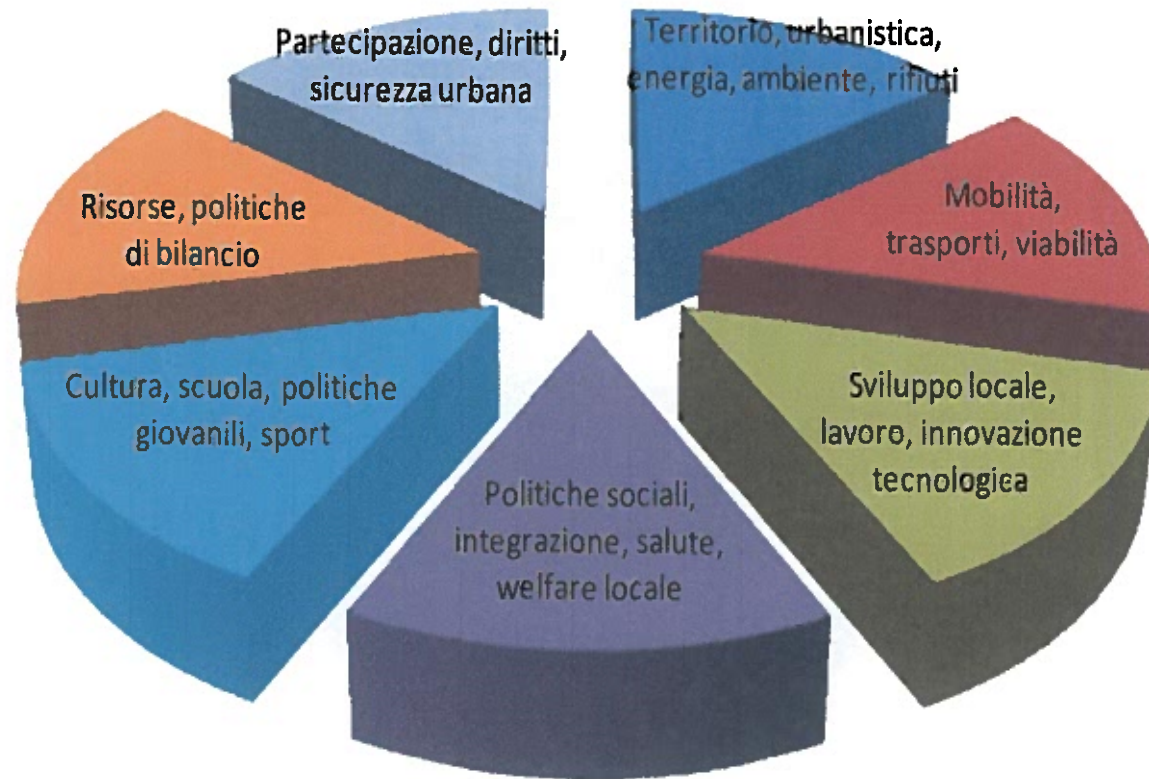 Partecipazione, diritti,
sicurezza urbana
Territorio, urbanistica,
energia, ambiente, rifiuti
Risorse, politiche
di bilancio
Mobilità,
trasporti, viabilità
Cultura, scuola, politiche
giovanili, sport
Sviluppo locale,
lavoro, innovazione
tecnologica
Politiche sociali,
integrazione, salute,
welfare locale